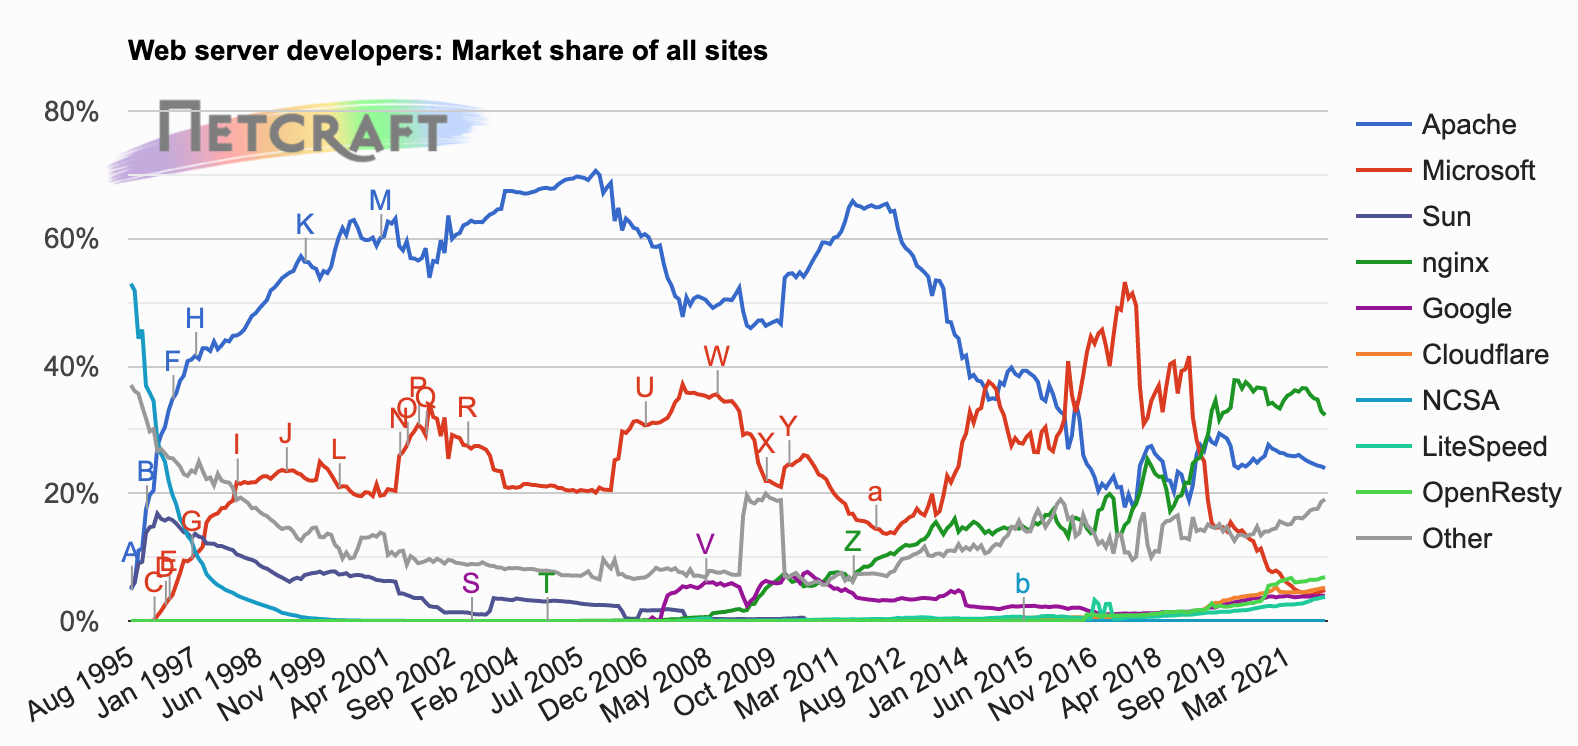 Web server developers: Market share of all sites
NETCRAFT
80%
60%
40%
20%
0%
A
B
C
D
E
F
G
H
I
J
K
L
M
N
O
P
Q
R
S
T
U
V
W
X
Y
Z
a
b
Aug 1995
Jan 1997
Jun 1998
Nov 1999
Apr 2001
Sep 2002
Feb 2004
Jul 2005
Dec 2006
May 2008
Oct 2009
Mar 2011
Aug 2012
Jan 2014
Jun 2015
Nov 2016
Apr 2018
Sep 2019
Mar 2021
Apache
Microsoft
Sun
nginx
Google
Cloudflare
NCSA
LiteSpeed
OpenResty
Other